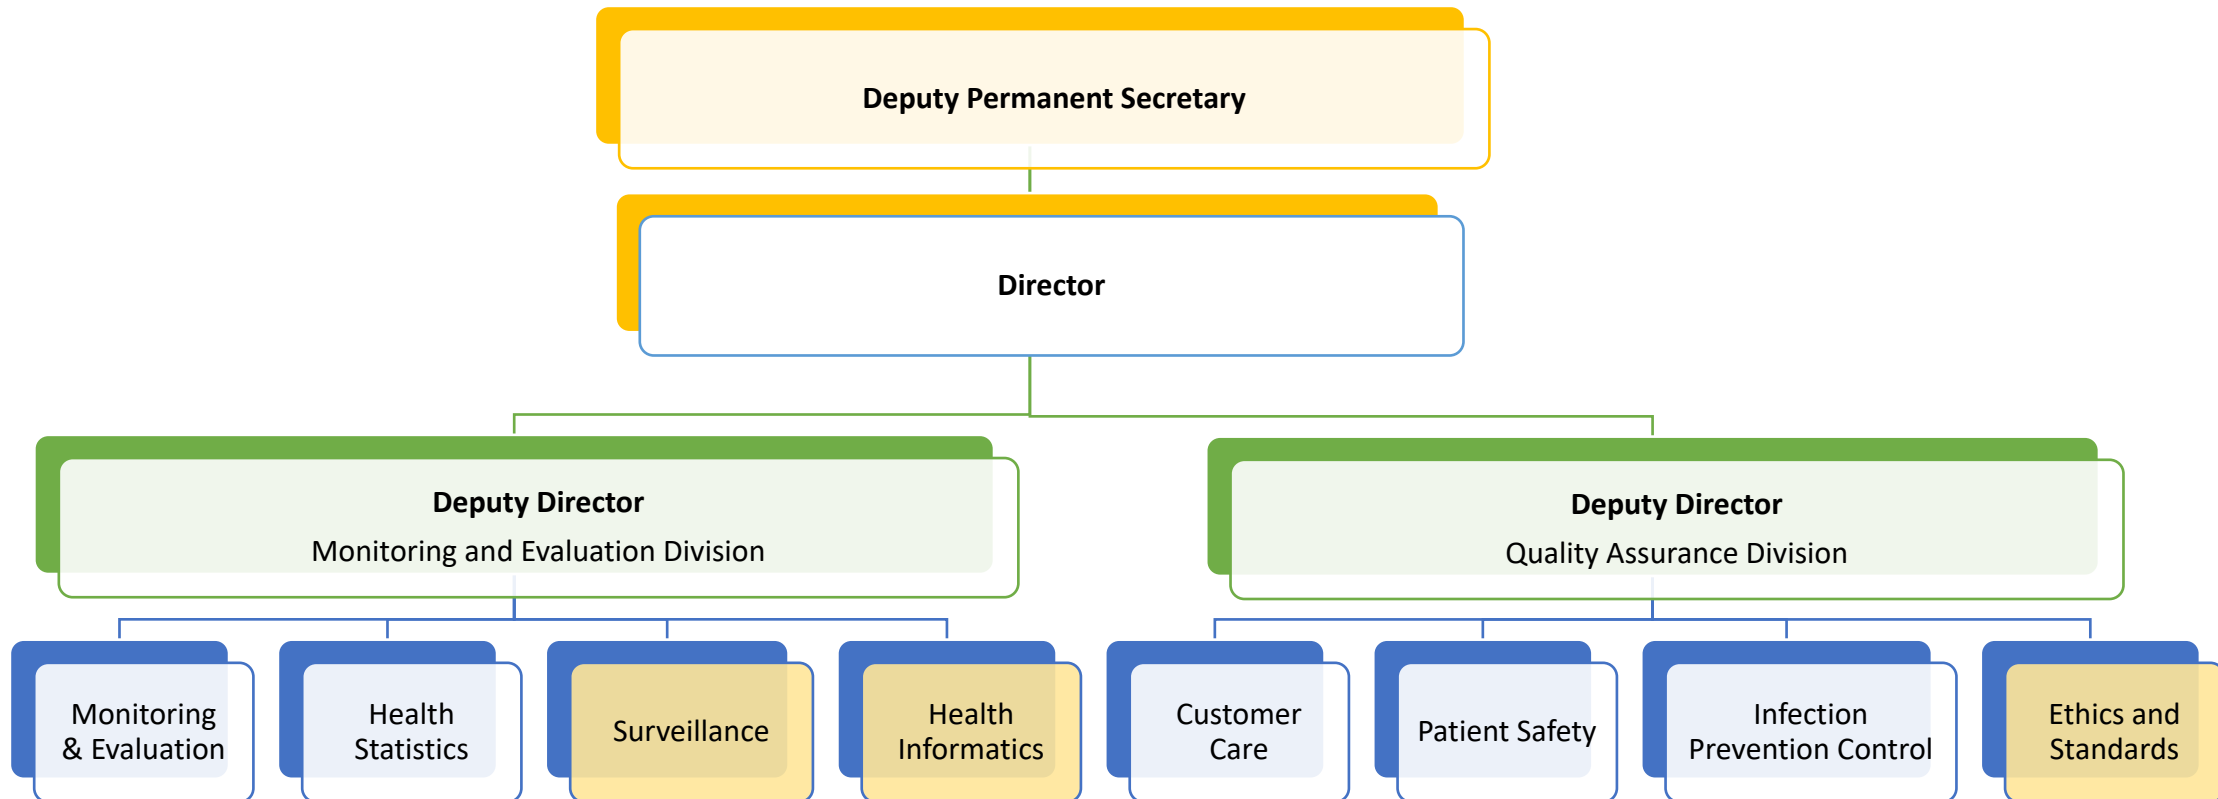 Deputy Permanent Secretary
Director
Deputy Director
Monitoring and Evaluation Division
Deputy Director
Quality Assurance Division
Monitoring
& Evaluation
Health
Statistics
Surveillance
Health
Informatics
Customer
Care
Patient Safety
Infection
Prevention Control
Ethics and
Standards